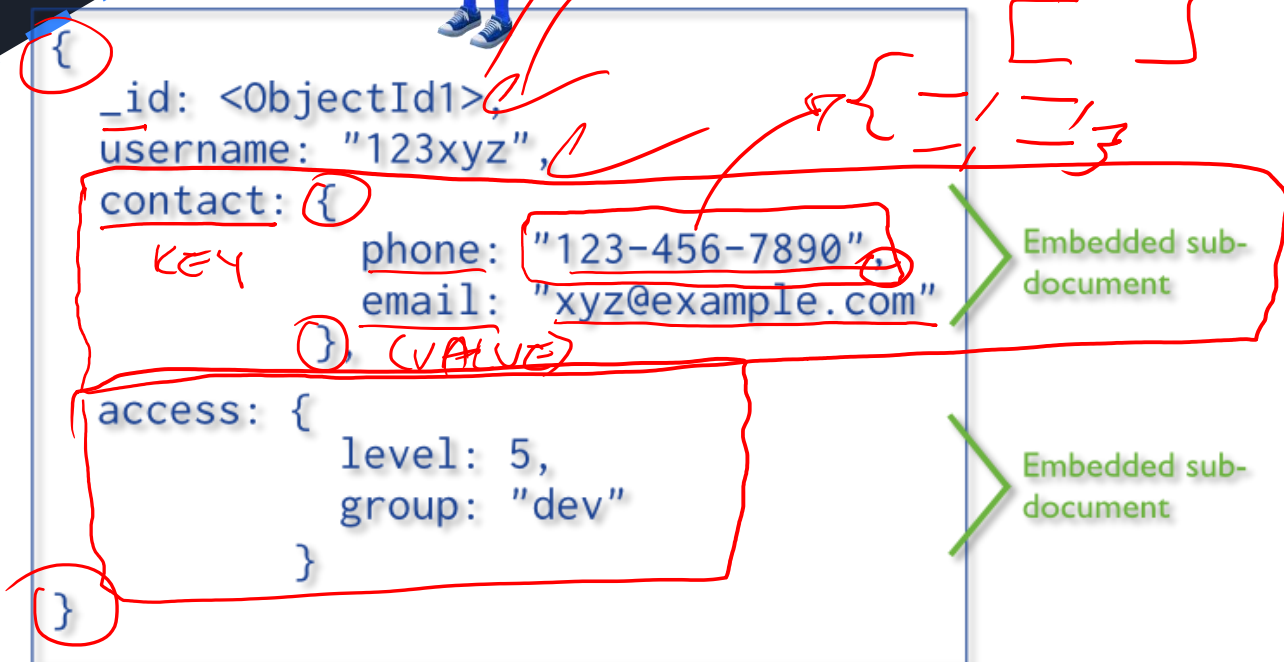 {
_id: <ObjectId1>,
username: "123xyz",
contact: {
KEY
phone: "123-456-7890",
email: "xyz@example.com"
}, (VALUE)
Embedded sub-
document
access: {
level: 5,
group: "dev"
}
Embedded sub-
document
}
{ _, _,
_, _, }
[ ]